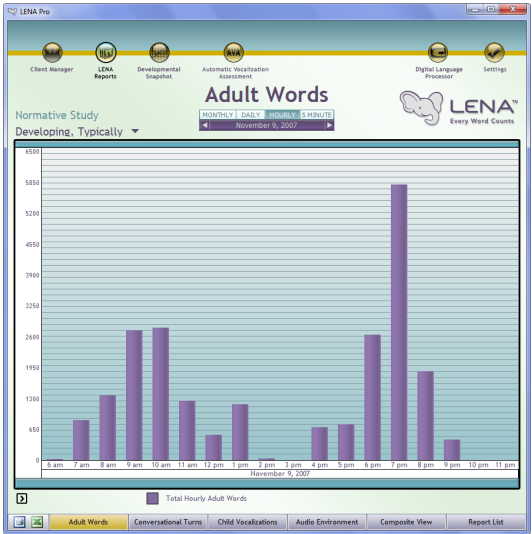 LENA Pro
Client Manager
LENA Reports
Developmental Snapshot
AVA
Automatic Vocalization Assessment
Digital Language Processor
Settings
Adult Words
LENA™
Every Word Counts
Normative Study
Developing, Typically
MONTHLY DAILY HOURLY 5 MINUTE
November 9, 2007
6500
5850
5200
4550
3900
3250
2600
1950
1300
650
0
6 am 7 am 8 am 9 am 10 am 11 am 12 pm 1 pm 2 pm 3 pm 4 pm 5 pm 6 pm 7 pm 8 pm 9 pm 10 pm 11 pm
November 9, 2007
Total Hourly Adult Words
Adult Words Conversational Turns Child Vocalizations Audio Environment Composite View Report List